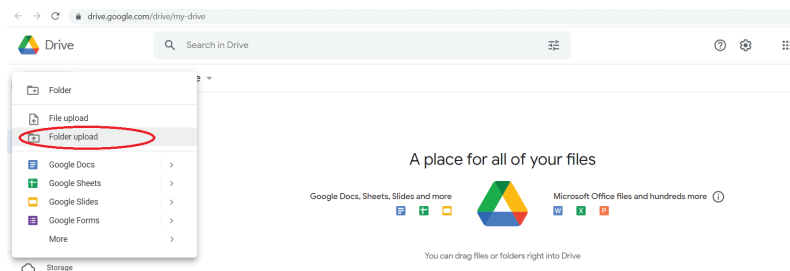 drive.google.com/drive/my-drive
Drive
Search in Drive
Folder
File upload
Folder upload
Google Docs
Google Sheets
Google Slides
Google Forms
More
Storage
A place for all of your files
Google Docs, Sheets, Slides and more
Microsoft Office files and hundreds more
W X P
You can drag files or folders right into Drive